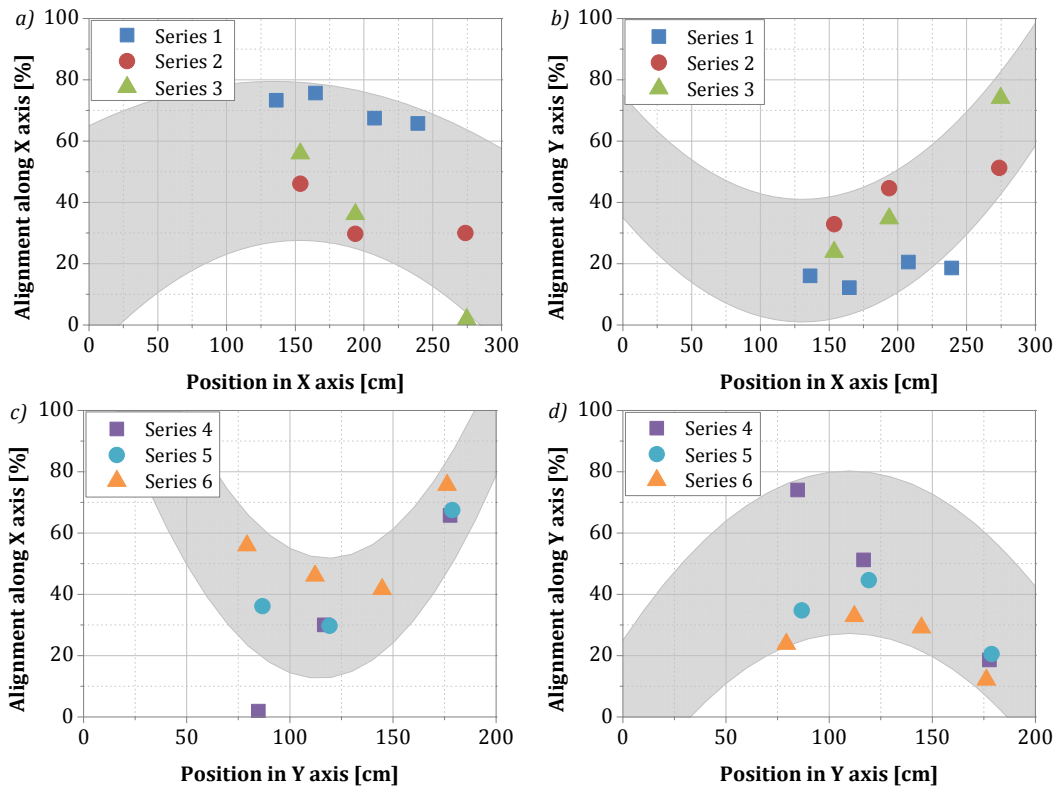 a)
100
80
60
40
20
0
Alignment along X axis [%]
Series 1
Series 2
Series 3
0 50 100 150 200 250 300
Position in X axis [cm]
b)
100
80
60
40
20
0
Alignment along Y axis [%]
Series 1
Series 2
Series 3
0 50 100 150 200 250 300
Position in X axis [cm]
c)
100
80
60
40
20
0
Alignment along X axis [%]
Series 4
Series 5
Series 6
0 50 100 150 200
Position in Y axis [cm]
d)
100
80
60
40
20
0
Alignment along Y axis [%]
Series 4
Series 5
Series 6
0 50 100 150 200
Position in Y axis [cm]